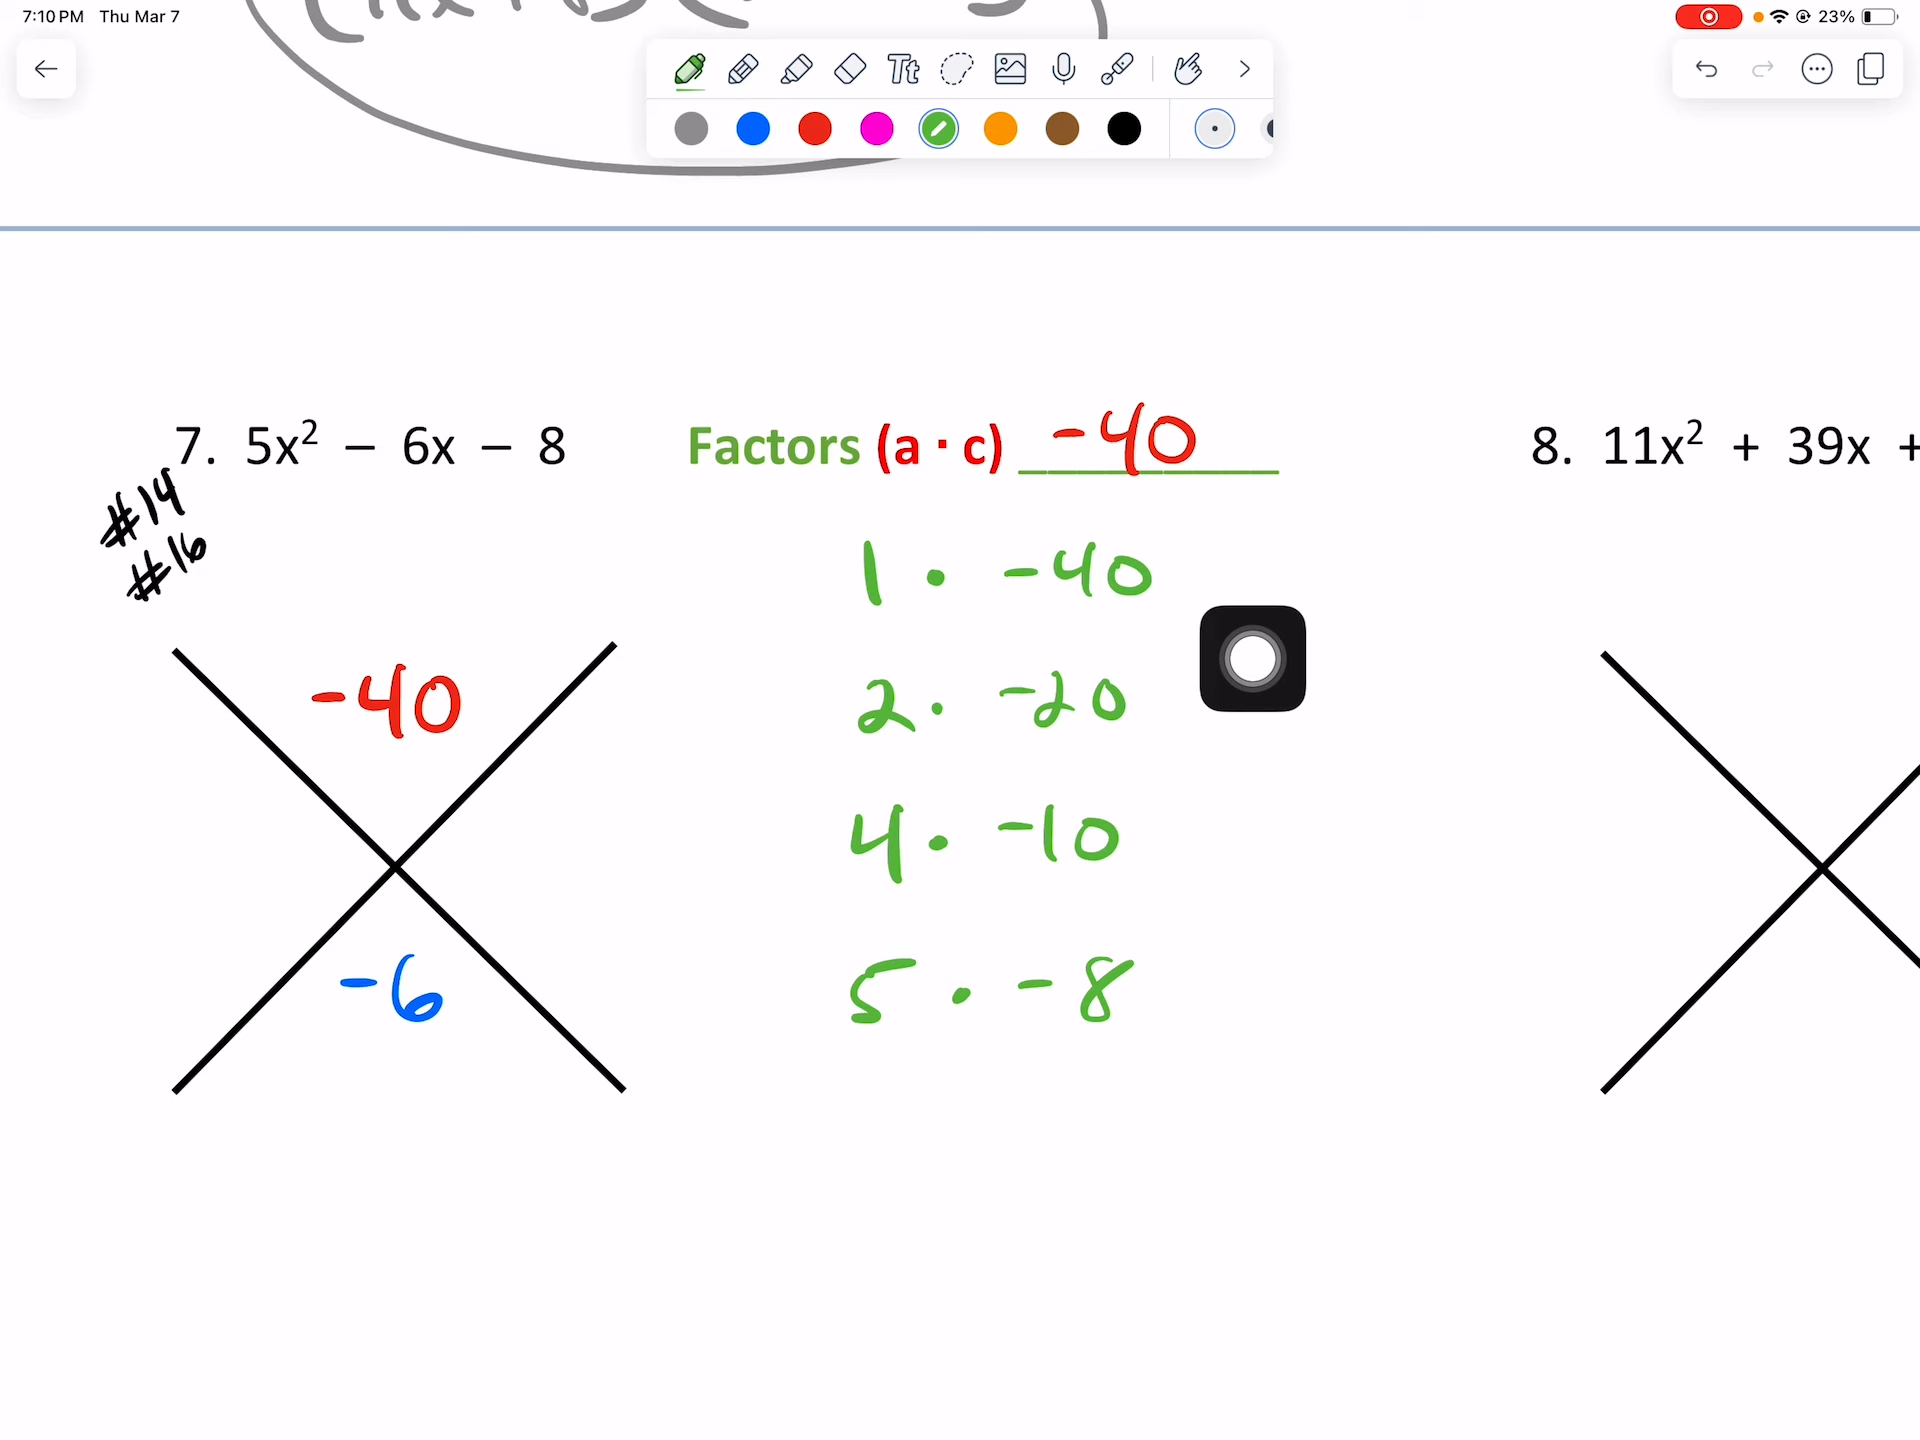 7:10 PM Thu Mar 7
23%
Tt
7. 5x² − 6x − 8
Factors (a · c) -40
8. 11x² + 39x +
#14
#16
1 · -40
2 · -20
4 · -10
5 · -8
-40
-6